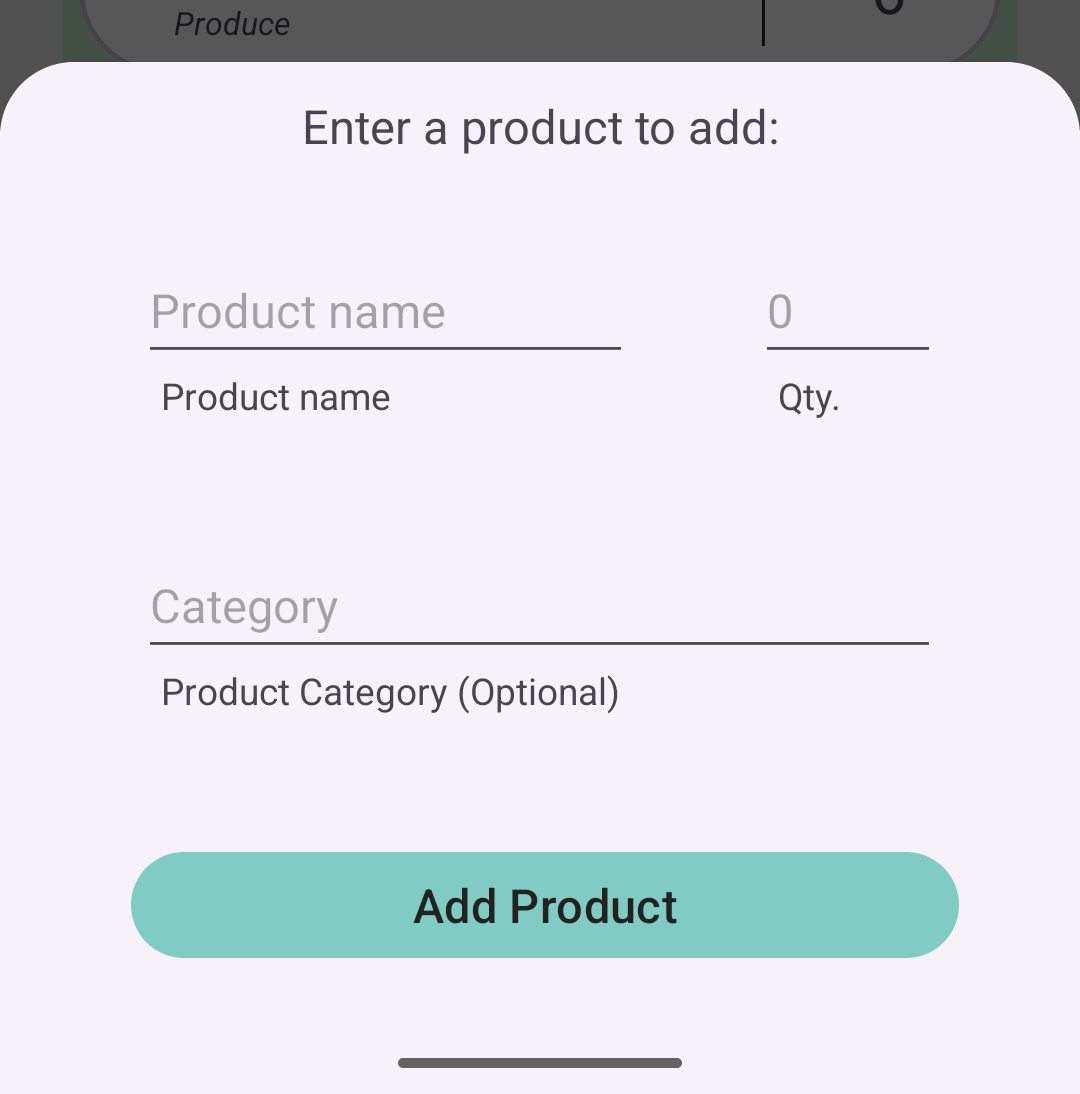 Produce
Enter a product to add:
Product name 0
Product name Qty.
Category
Product Category (Optional)
Add Product